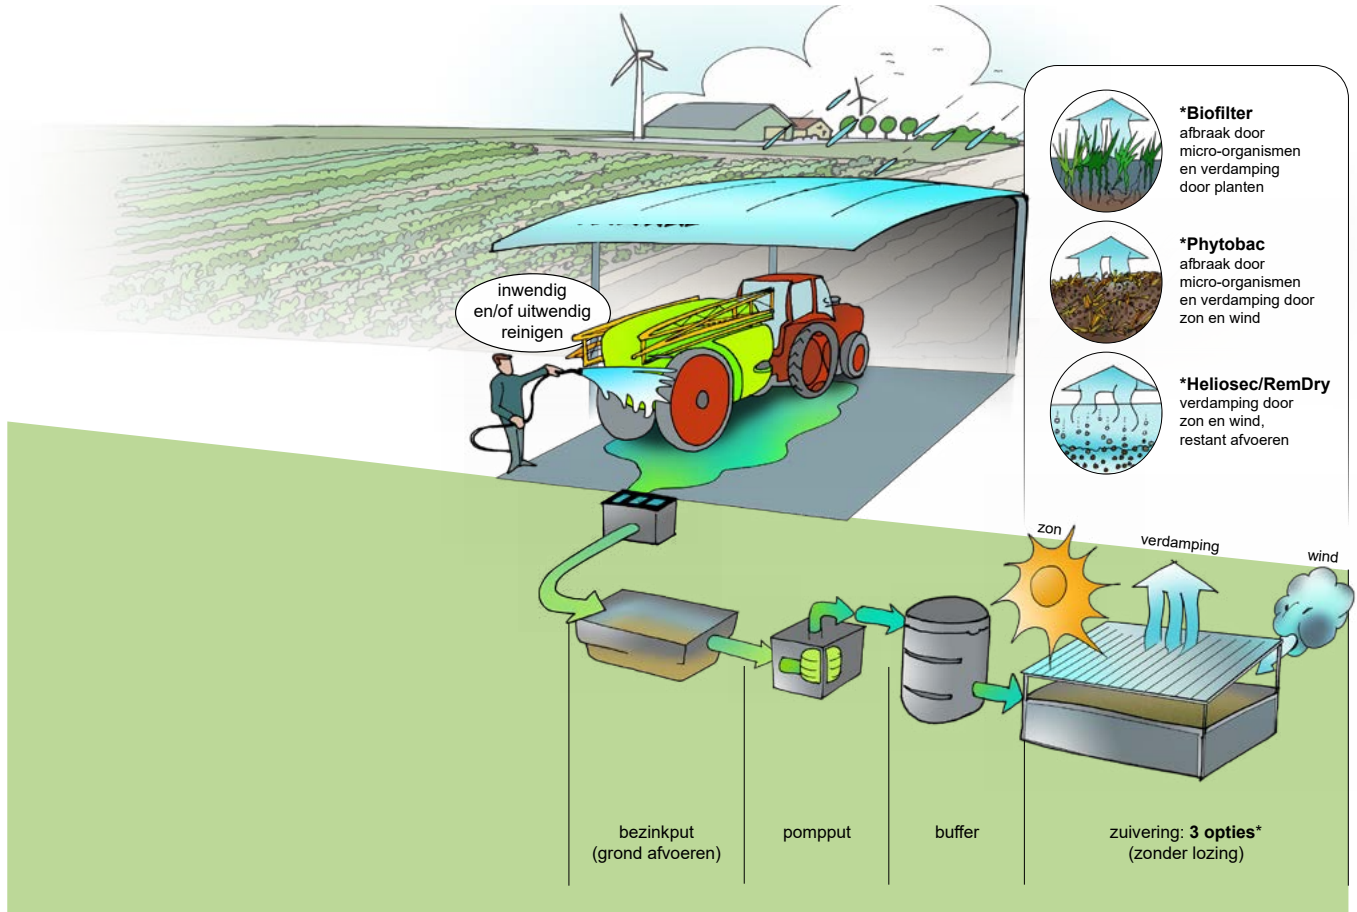 *Biofilter
afbraak door
micro-organismen
en verdamping
door planten
*Phytobac
afbraak door
micro-organismen
en verdamping door
zon en wind
*Heliosec/RemDry
verdamping door
zon en wind,
restant afvoeren
inwendig
en/of uitwendig
reinigen
zon
verdamping
wind
bezinkput
(grond afvoeren)
pompput
buffer
zuivering: 3 opties*
(zonder lozing)